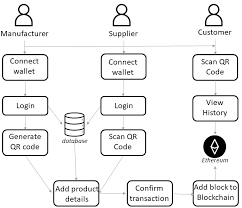 Manufacturer
Supplier
Customer
Connect
wallet
Connect
wallet
Scan QR
Code
Login
Login
View
History
Generate
QR code
database
Scan QR
Code
Ethereum
Add product
details
Confirm
transaction
Add block to
Blockchain